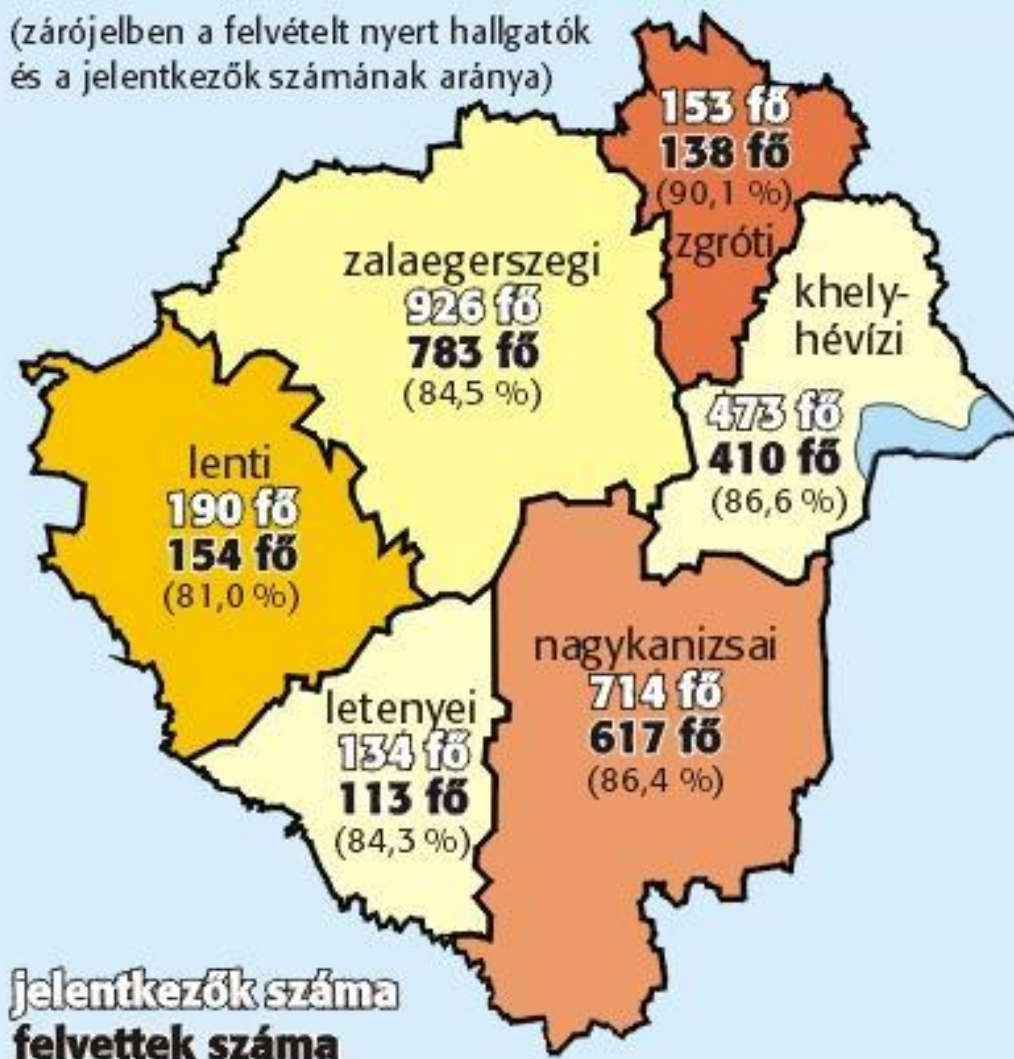 (zárójelben a felvételt nyert hallgatók
és a jelentkezők számának aránya)
153 fő
138 fő
(90,1 %)
zgróti
zalaegerszegi
926 fő
783 fő
(84,5 %)
khely-
hévízi
473 fő
410 fő
(86,6 %)
lenti
190 fő
154 fő
(81,0 %)
nagykanizsai
714 fő
617 fő
(86,4 %)
letenyei
134 fő
113 fő
(84,3 %)
jelentkezők száma
felvettek száma